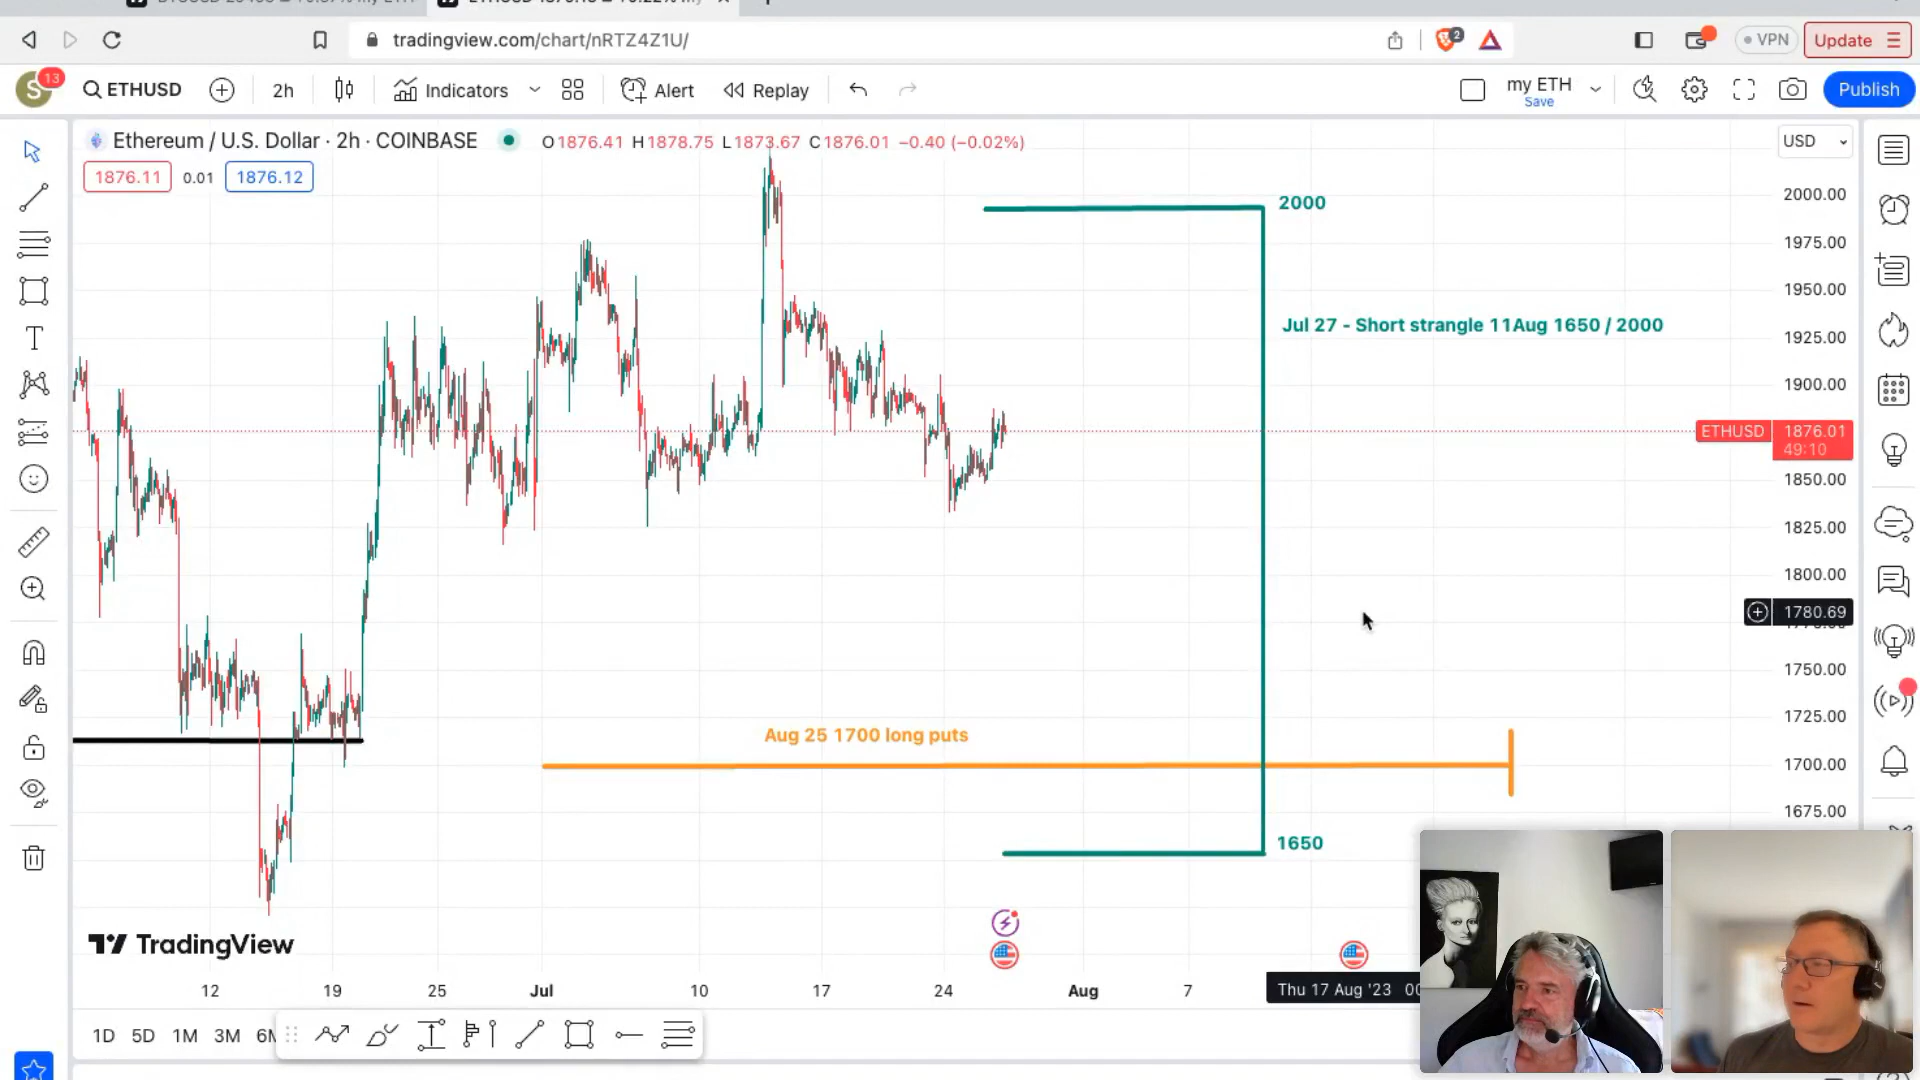 tradingview.com/chart/nRTZ4Z1U/
2
VPN
Update
13
S
ETHUSD
2h
Indicators
Alert
Replay
my ETH
Save
Publish
Ethereum / U.S. Dollar · 2h · COINBASE
O1876.41 H1878.75 L1873.67 C1876.01 −0.40 (−0.02%)
USD
1876.11
0.01
1876.12
2000
2000.00
1975.00
1950.00
Jul 27 - Short strangle 11Aug 1650 / 2000
1925.00
1900.00
ETHUSD
1876.01
49:10
1850.00
1825.00
1800.00
1780.69
1750.00
1725.00
Aug 25 1700 long puts
1700.00
1675.00
1650
TradingView
12
19
25
Jul
10
17
24
Aug
7
Thu 17 Aug '23
1D
5D
1M
3M
T